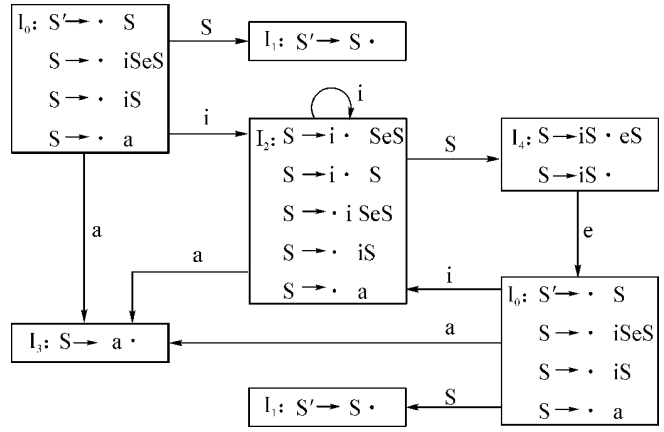 I₀: S′→· S
S→· iSeS
S→· iS
S→· a
S
I₁: S′→S·
i
i
I₂: S→i· SeS
S→i· S
S→·i SeS
S→· iS
S→· a
S
I₄: S→iS·eS
S→iS·
a
a
e
I₃: S→ a·
i
a
S
I₀: S′→· S
S→· iSeS
S→· iS
S→· a
I₁: S′→S·